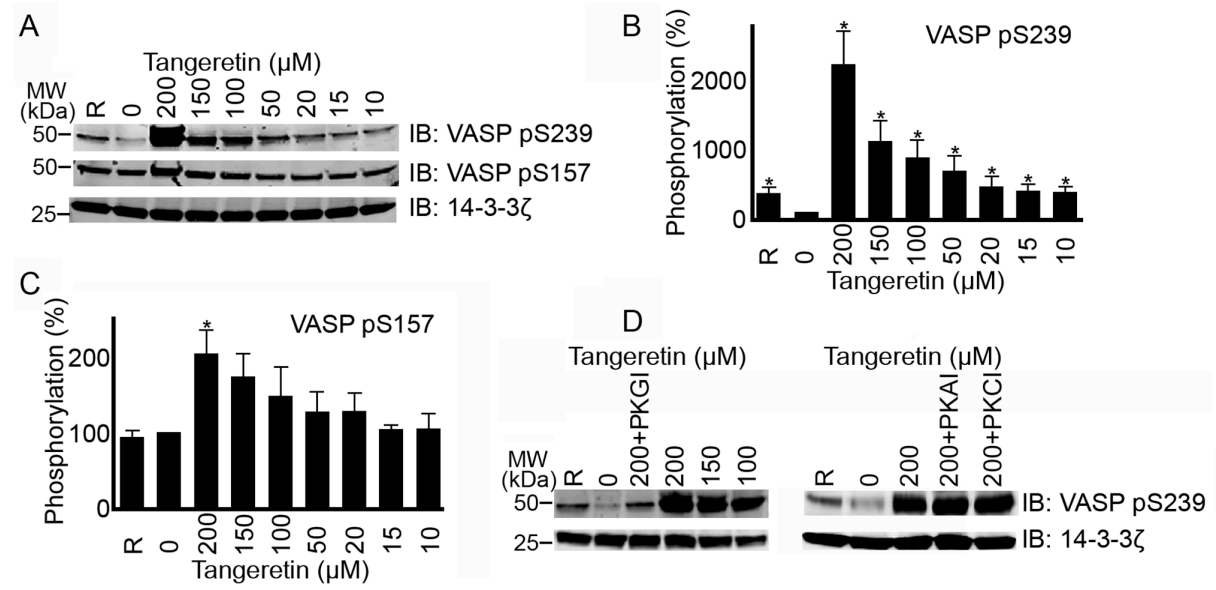 A
Tangeretin (µM)
MW
(kDa)
R 0 200 150 100 50 20 15 10
50 IB: VASP pS239
50 IB: VASP pS157
25 IB: 14-3-3ζ
B
VASP pS239
Phosphorylation (%)
2000
1000
0
* * * * * * * *
R 0 200 150 100 50 20 15 10
Tangeretin (µM)
C
VASP pS157
Phosphorylation (%)
200
100
0
*
R 0 200 150 100 50 20 15 10
Tangeretin (µM)
D
Tangeretin (µM)
MW
(kDa)
R 0 200+PKGI 200 150 100
50
25
Tangeretin (µM)
R 0 200 200+PKAI 200+PKCI
IB: VASP pS239
IB: 14-3-3ζ